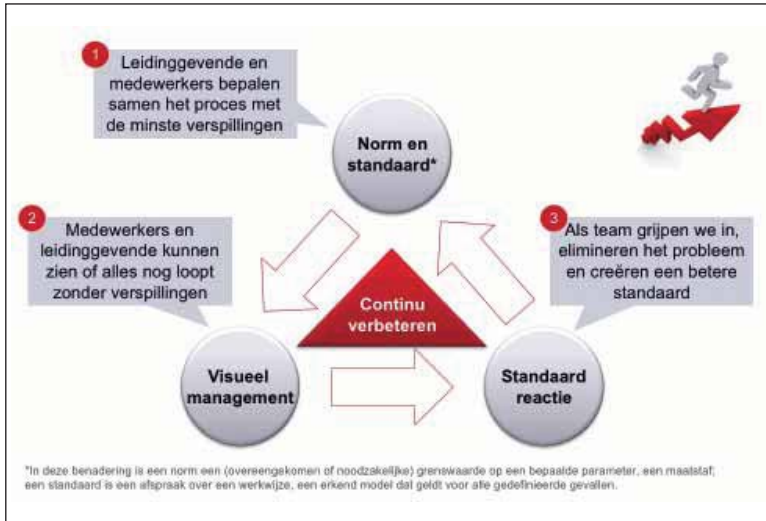 1
Leidinggevende en
medewerkers bepalen
samen het proces met
de minste verspillingen
Norm en
standaard*
2
Medewerkers en
leidinggevende kunnen
zien of alles nog loopt
zonder verspillingen
3
Als team grijpen we in,
elimineren het probleem
en creëren een betere
standaard
Continu
verbeteren
Visueel
management
Standaard
reactie
*In deze benadering is een norm een (overeengekomen of noodzakelijke) grenswaarde op een bepaalde parameter, een maatstaf;
een standaard is een afspraak over een werkwijze, een erkend model dat geldt voor alle gedefinieerde gevallen.